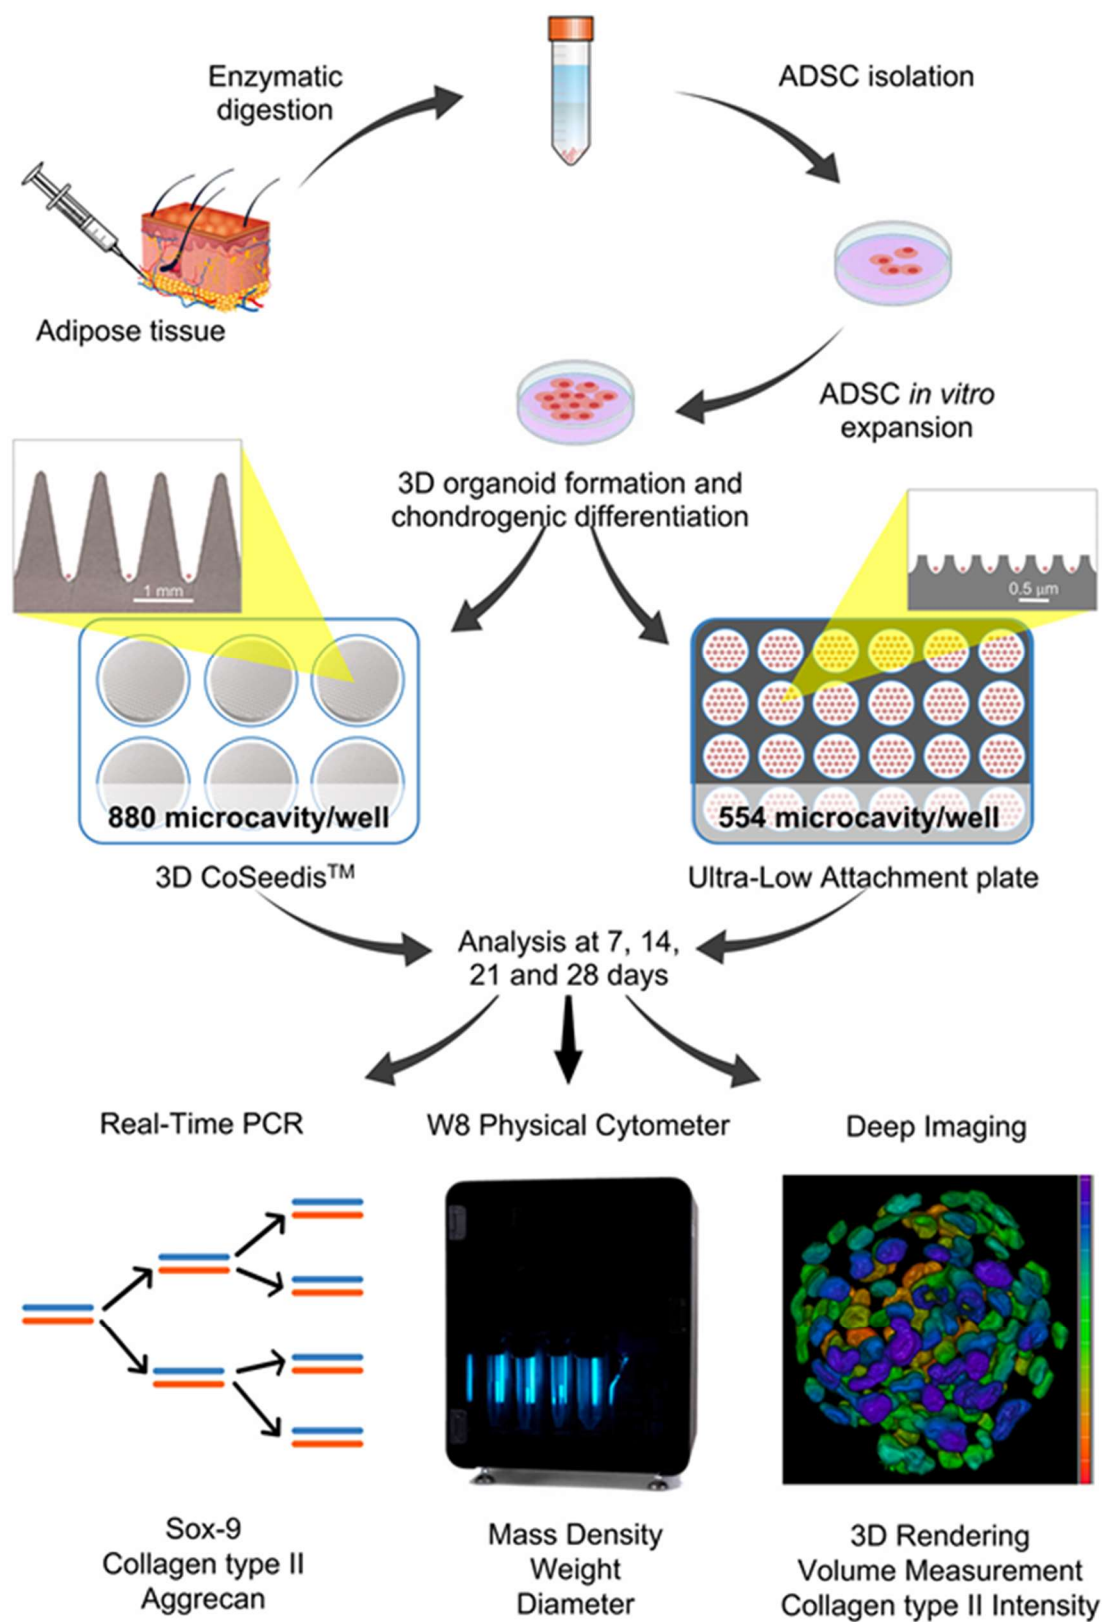 Enzymatic
digestion
ADSC isolation
Adipose tissue
ADSC in vitro
expansion
3D organoid formation and
chondrogenic differentiation
1 mm
0.5 µm
880 microcavity/well
554 microcavity/well
3D CoSeedis™
Ultra-Low Attachment plate
Analysis at 7, 14,
21 and 28 days
Real-Time PCR
W8 Physical Cytometer
Deep Imaging
Sox-9
Collagen type II
Aggrecan
Mass Density
Weight
Diameter
3D Rendering
Volume Measurement
Collagen type II Intensity